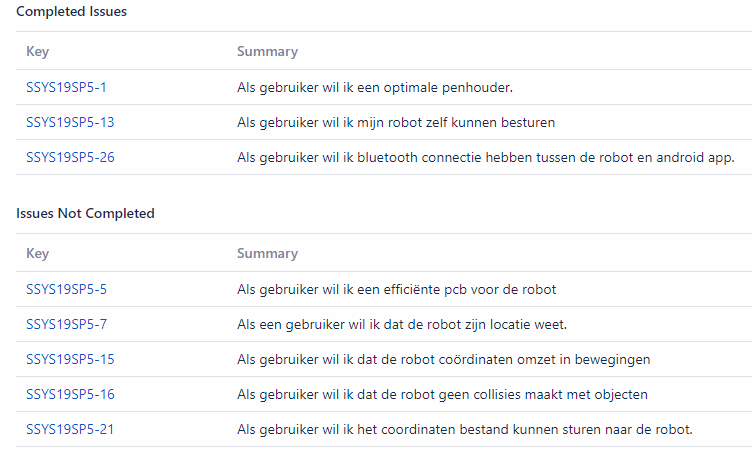 Completed Issues
Key Summary
SSYS19SP5-1 Als gebruiker wil ik een optimale penhouder.
SSYS19SP5-13 Als gebruiker wil ik mijn robot zelf kunnen besturen
SSYS19SP5-26 Als gebruiker wil ik bluetooth connectie hebben tussen de robot en android app.
Issues Not Completed
Key Summary
SSYS19SP5-5 Als gebruiker wil ik een efficiënte pcb voor de robot
SSYS19SP5-7 Als een gebruiker wil ik dat de robot zijn locatie weet.
SSYS19SP5-15 Als gebruiker wil ik dat de robot coördinaten omzet in bewegingen
SSYS19SP5-16 Als gebruiker wil ik dat de robot geen collisies maakt met objecten
SSYS19SP5-21 Als gebruiker wil ik het coordinaten bestand kunnen sturen naar de robot.